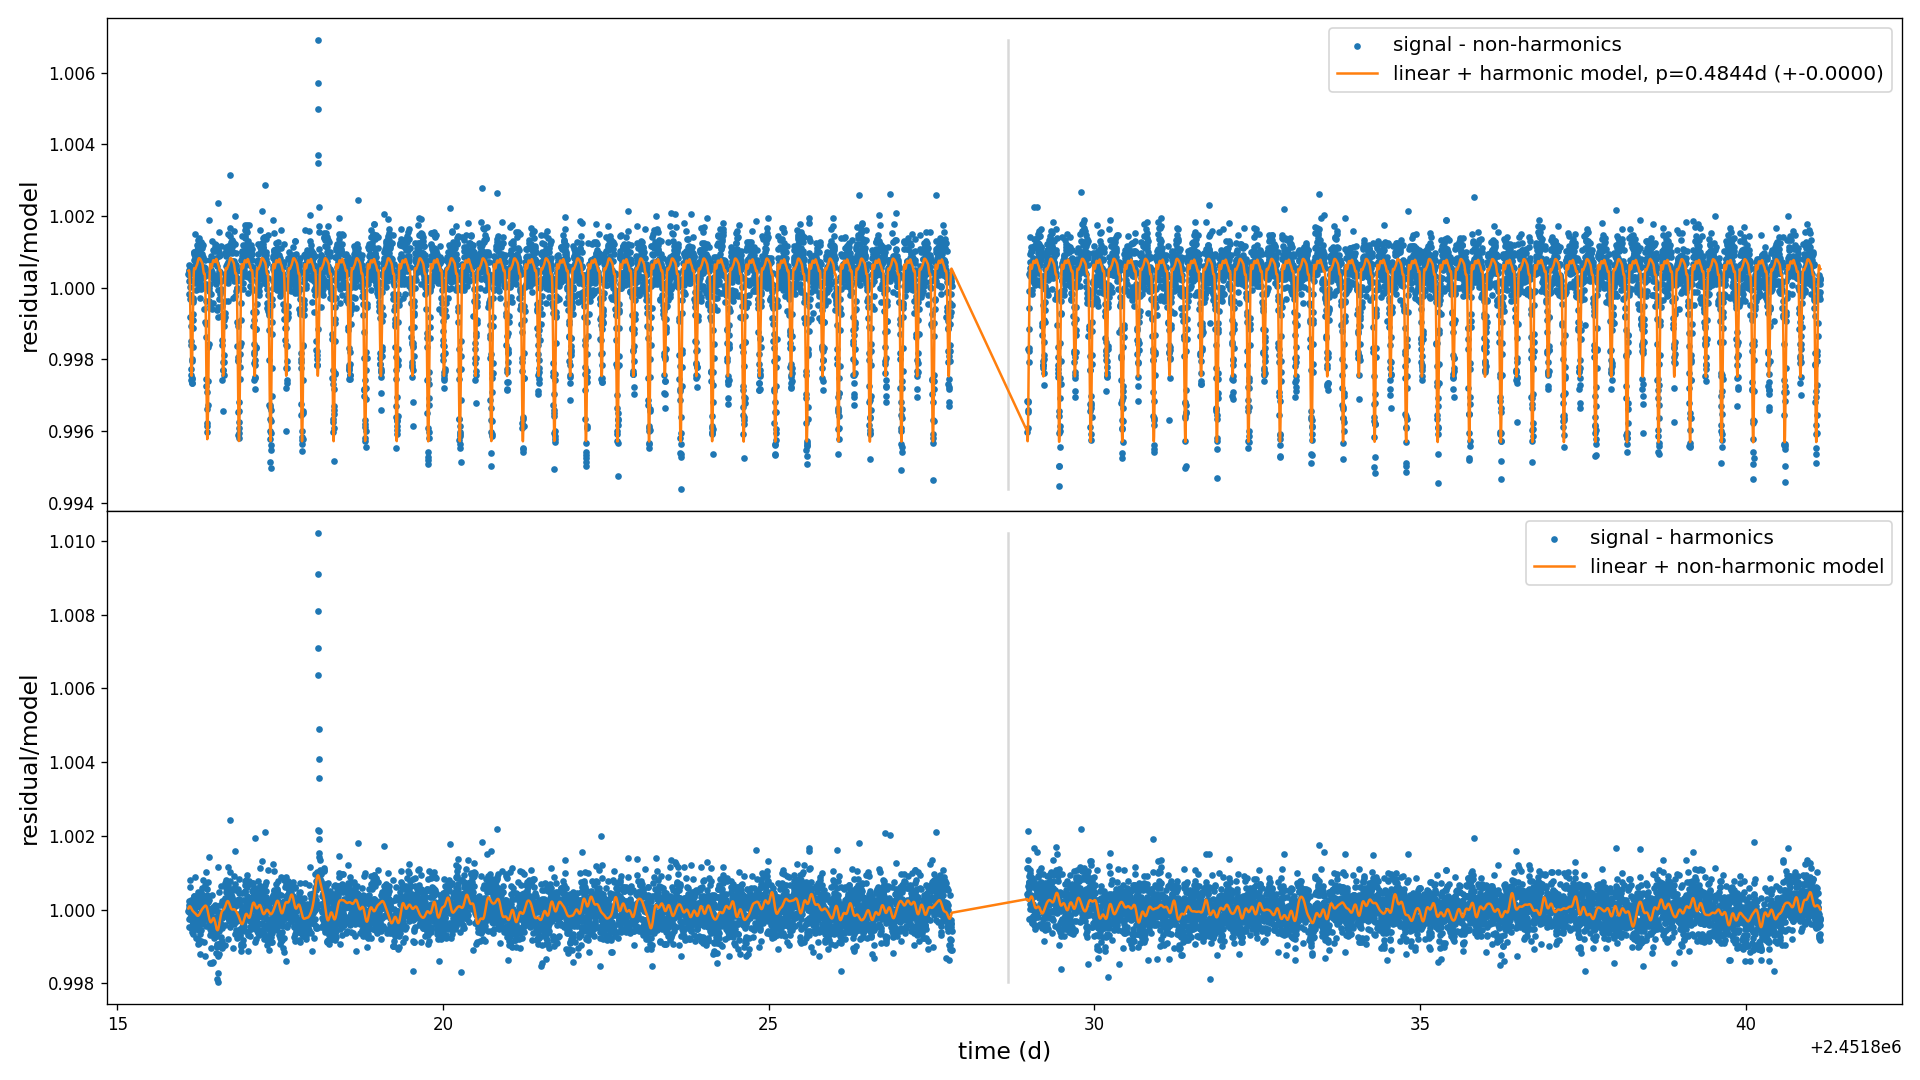 signal - non-harmonics
linear + harmonic model, p=0.4844d (+-0.0000)
residual/model
1.006
1.004
1.002
1.000
0.998
0.996
0.994
signal - harmonics
linear + non-harmonic model
residual/model
1.010
1.008
1.006
1.004
1.002
1.000
0.998
15 20 25 30 35 40
time (d)
+2.4518e6